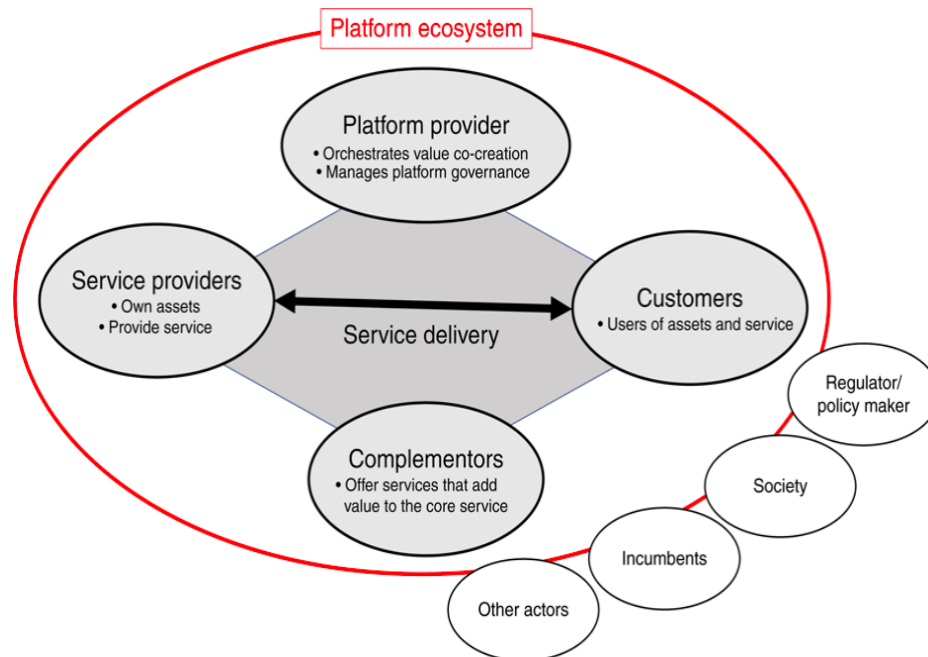 Platform ecosystem
Platform provider
• Orchestrates value co-creation
• Manages platform governance
Service providers
• Own assets
• Provide service
Service delivery
Customers
• Users of assets and service
Complementors
• Offer services that add
value to the core service
Regulator/
policy maker
Society
Incumbents
Other actors